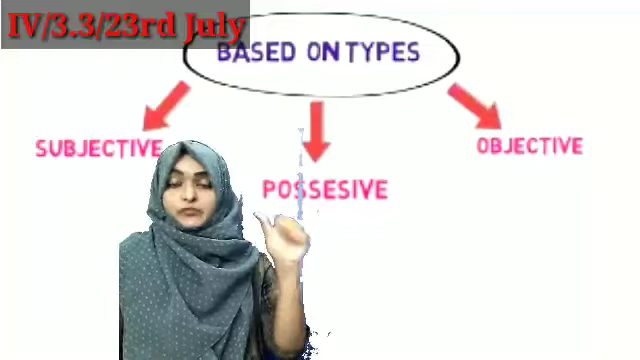 IV/3.3/23rd July
BASED ON TYPES
SUBJECTIVE
OBJECTIVE
POSSESIVE